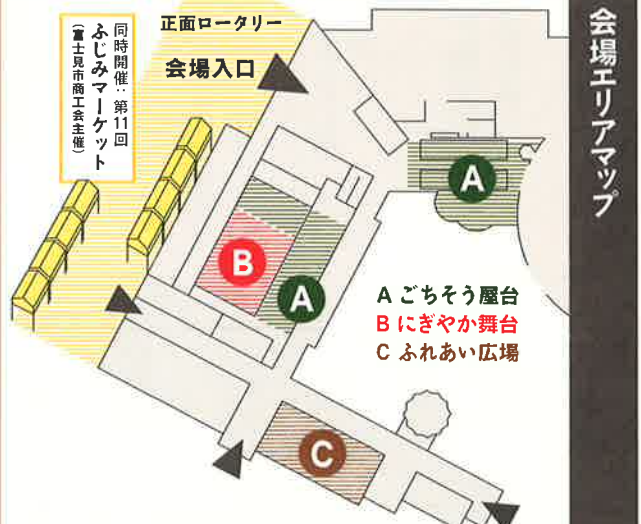 会場エリアマップ
正面ロータリー
会場入口
同時開催：第11回
ふじみマーケット
（富士見市商工会主催）
A
B
A
A ごちそう屋台
B にぎやか舞台
C ふれあい広場
C